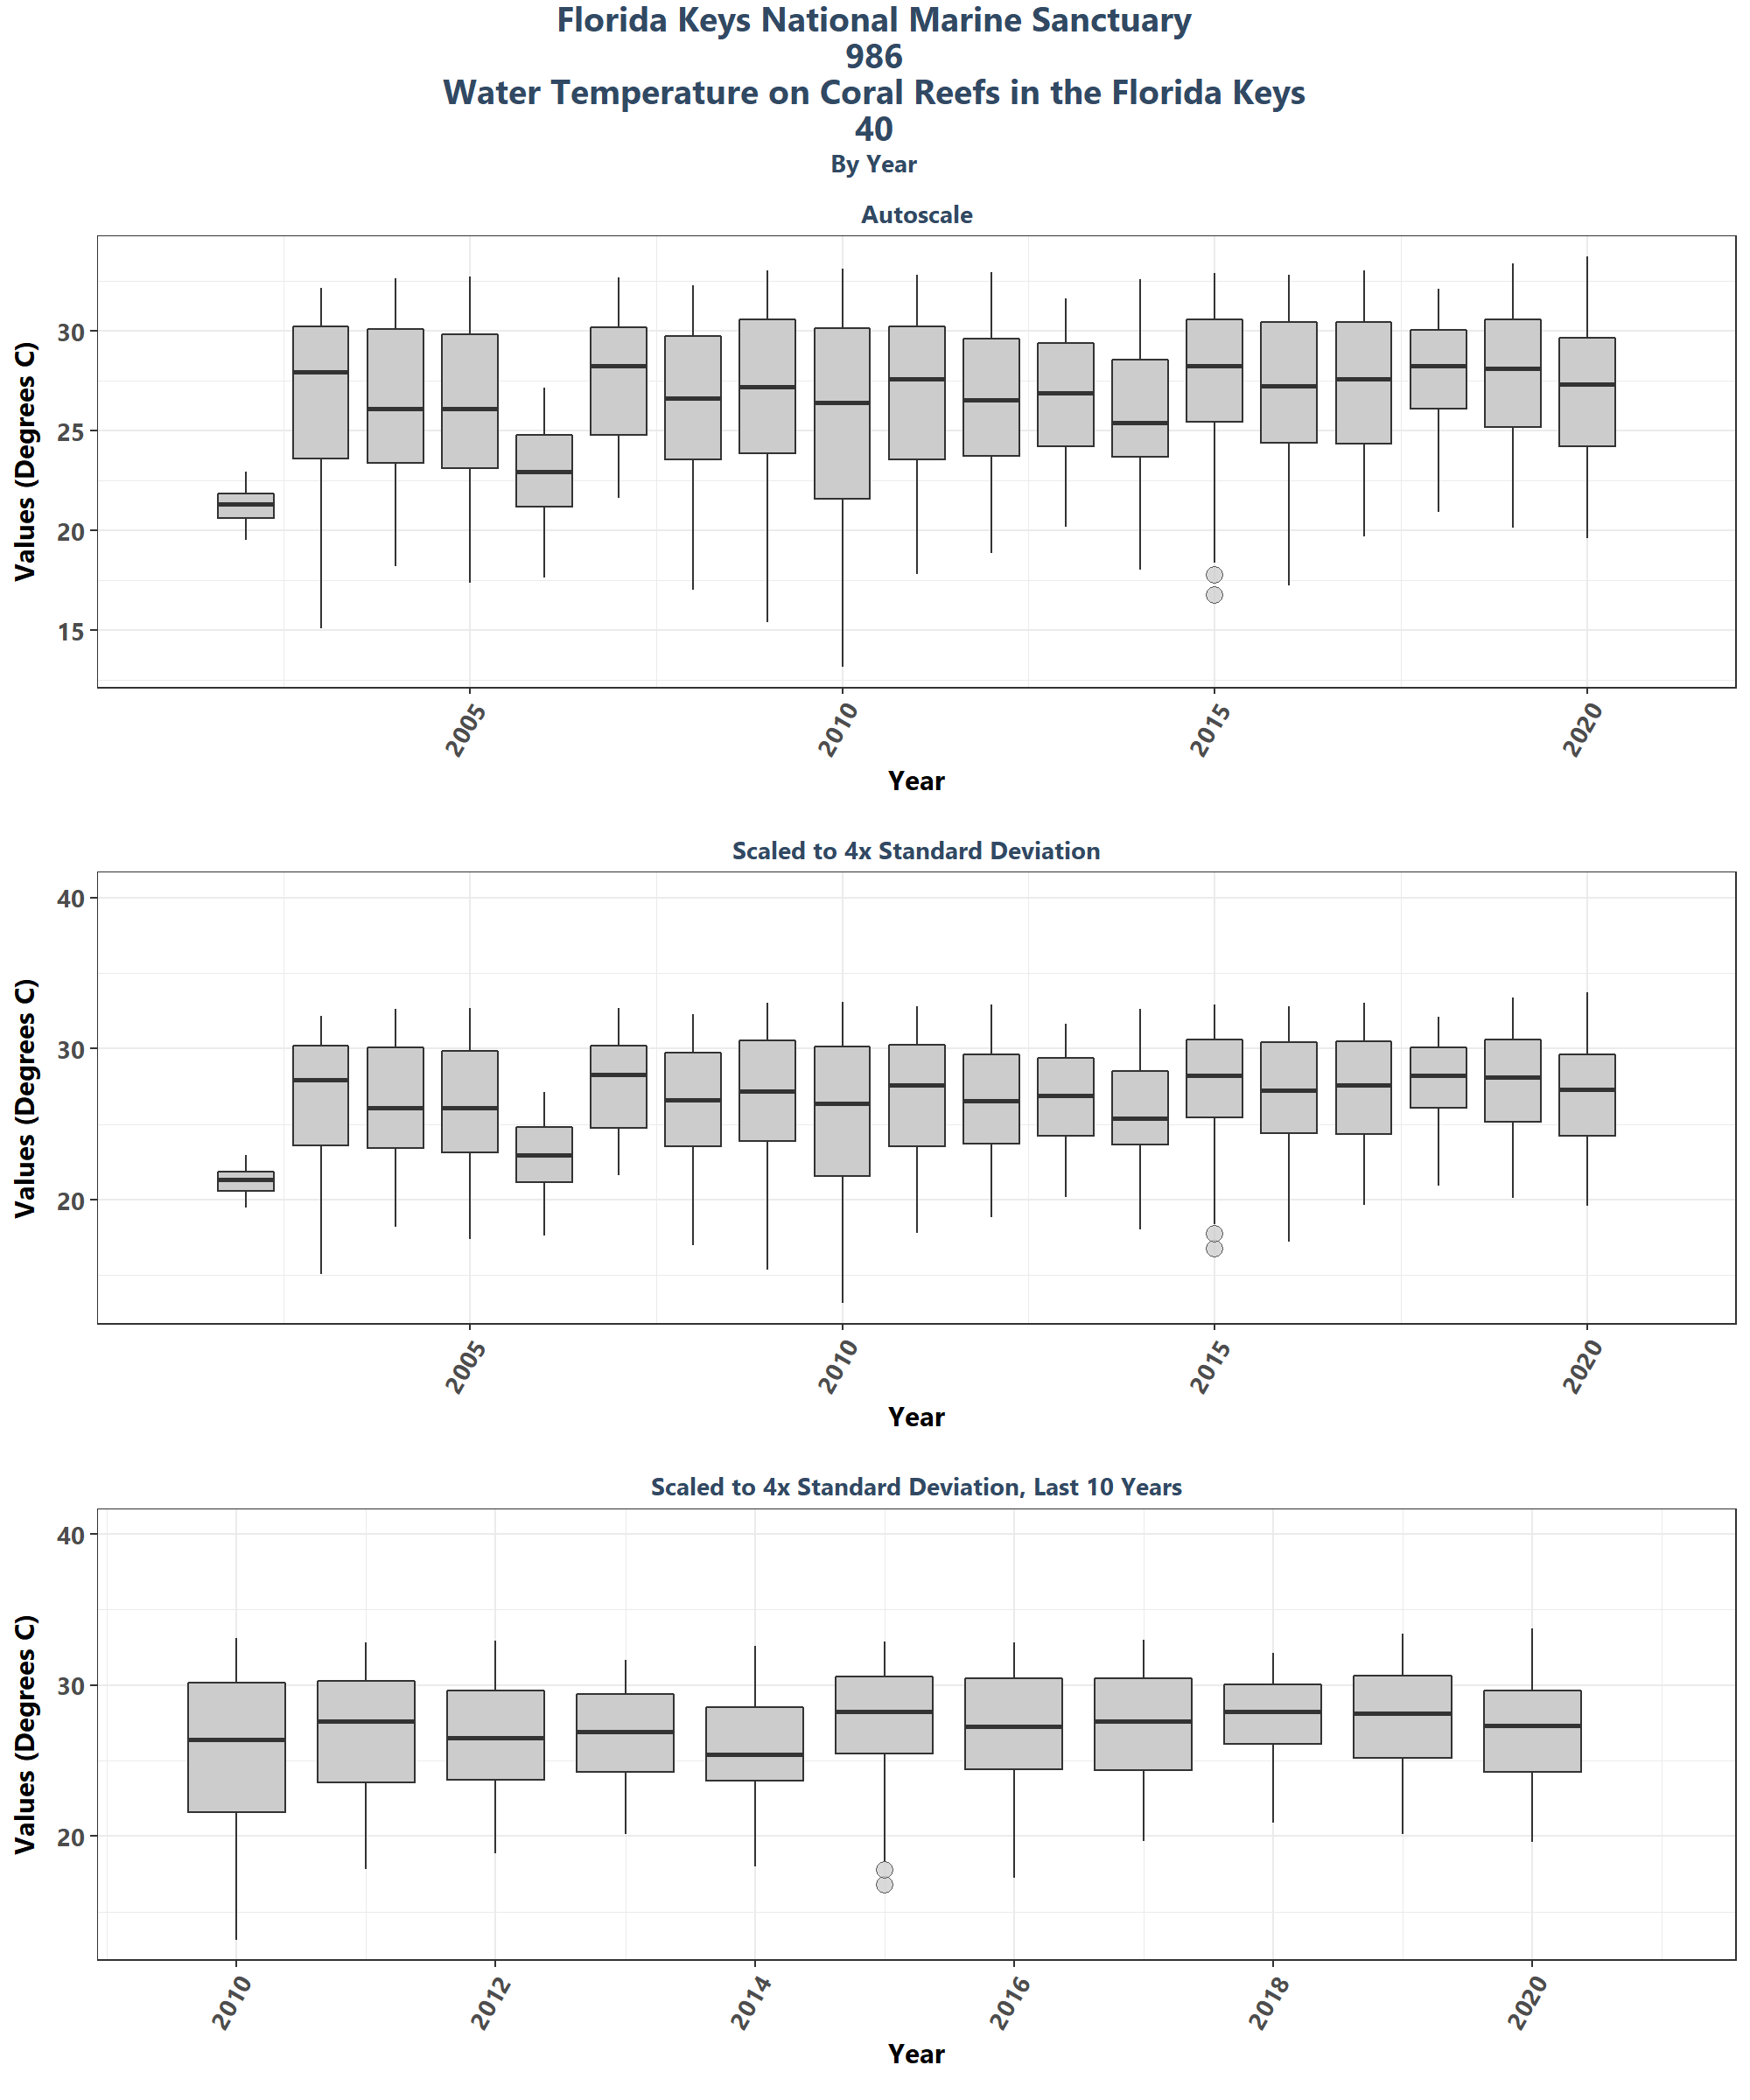 Florida Keys National Marine Sanctuary
986
Water Temperature on Coral Reefs in the Florida Keys
40
By Year
Autoscale
Values (Degrees C)
30
25
20
15
2005
2010
2015
2020
Year
Scaled to 4x Standard Deviation
Values (Degrees C)
40
30
20
2005
2010
2015
2020
Year
Scaled to 4x Standard Deviation, Last 10 Years
Values (Degrees C)
40
30
20
2010
2012
2014
2016
2018
2020
Year